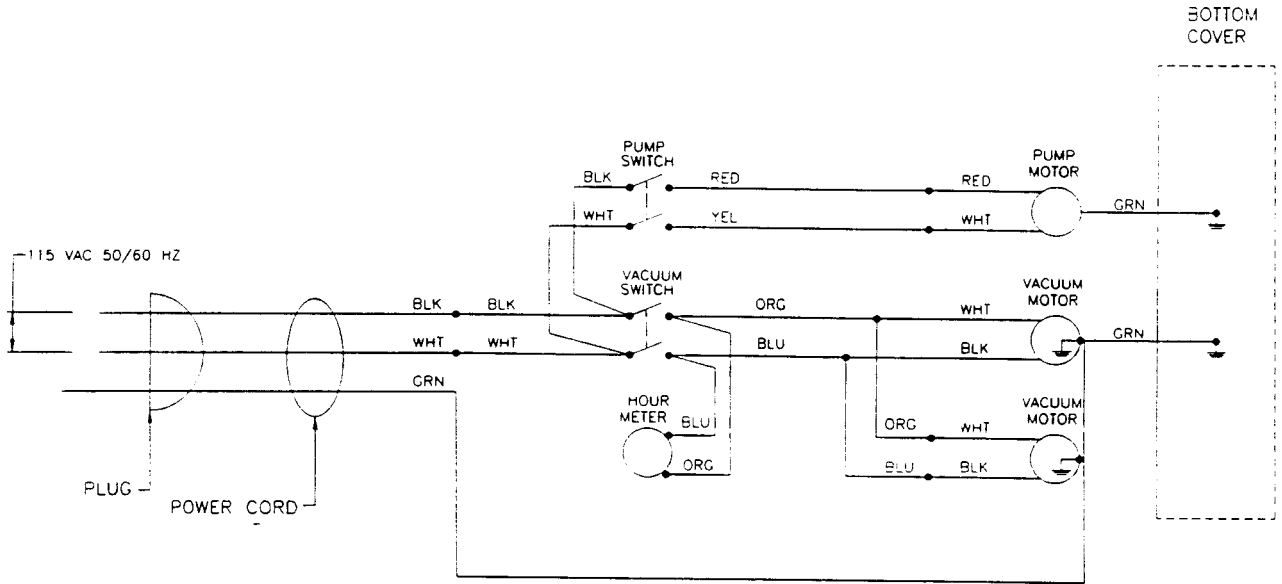 BOTTOM
COVER
PUMP
SWITCH
PUMP
MOTOR
BLK
RED
RED
GRN
WHT
YEL
WHT
115 VAC 50/60 HZ
VACUUM
SWITCH
VACUUM
MOTOR
BLK
BLK
ORG
WHT
GRN
WHT
WHT
BLU
BLK
GRN
HOUR
METER
VACUUM
MOTOR
BLU
ORG
WHT
ORG
BLU
BLK
PLUG
POWER CORD